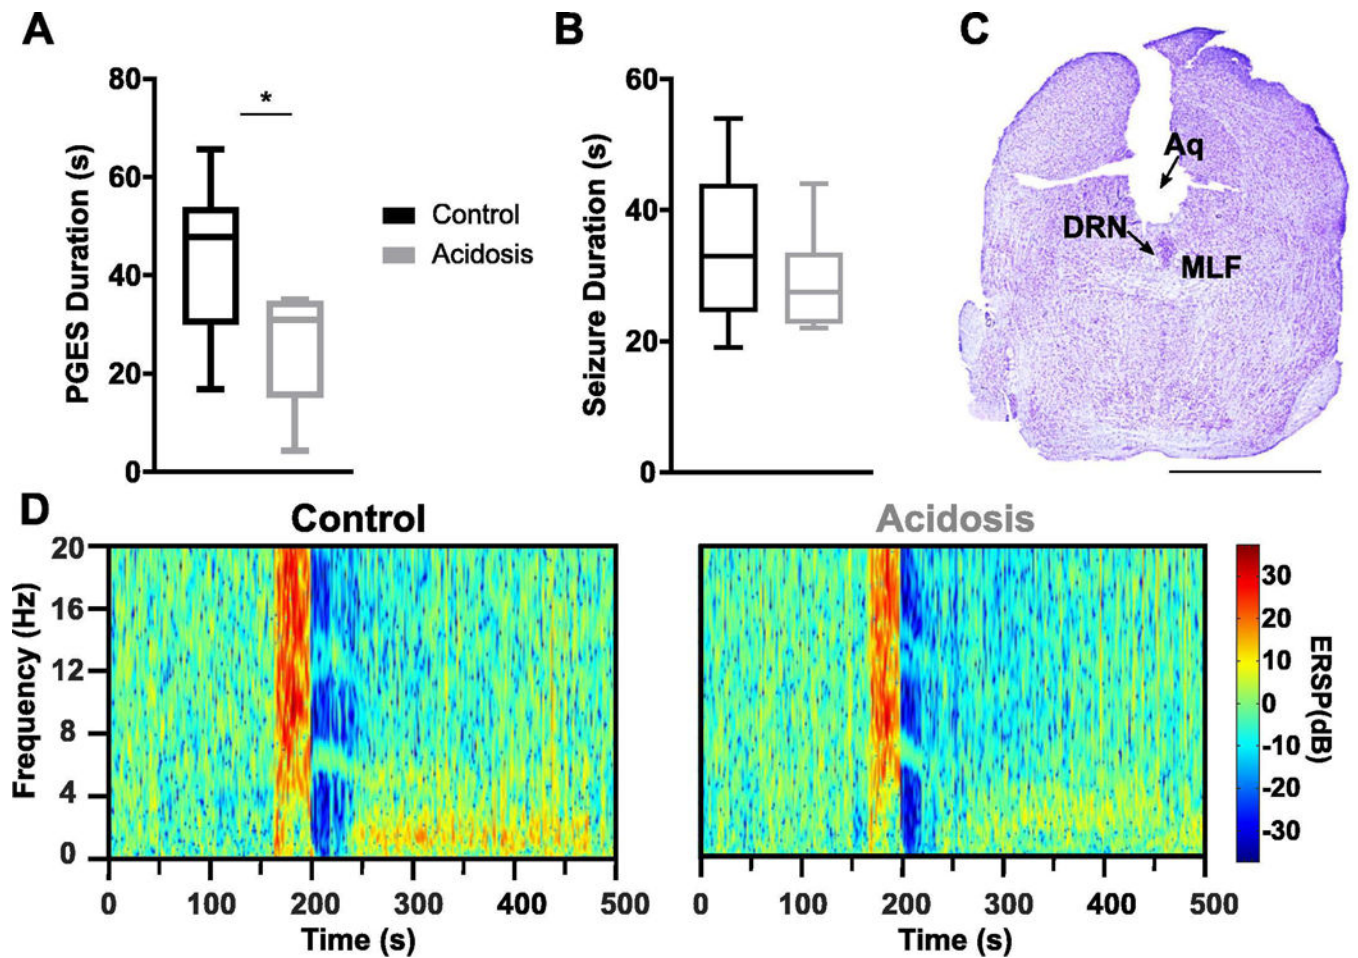 A
B
C
80
60
40
20
0
PGES Duration (s)
*
Control
Acidosis
60
40
20
0
Seizure Duration (s)
Aq
DRN
MLF
D
Control
Acidosis
20
16
12
8
4
0
Frequency (Hz)
0 100 200 300 400 500
Time (s)
0 100 200 300 400 500
Time (s)
30
20
10
0
-10
-20
-30
ERSP(dB)